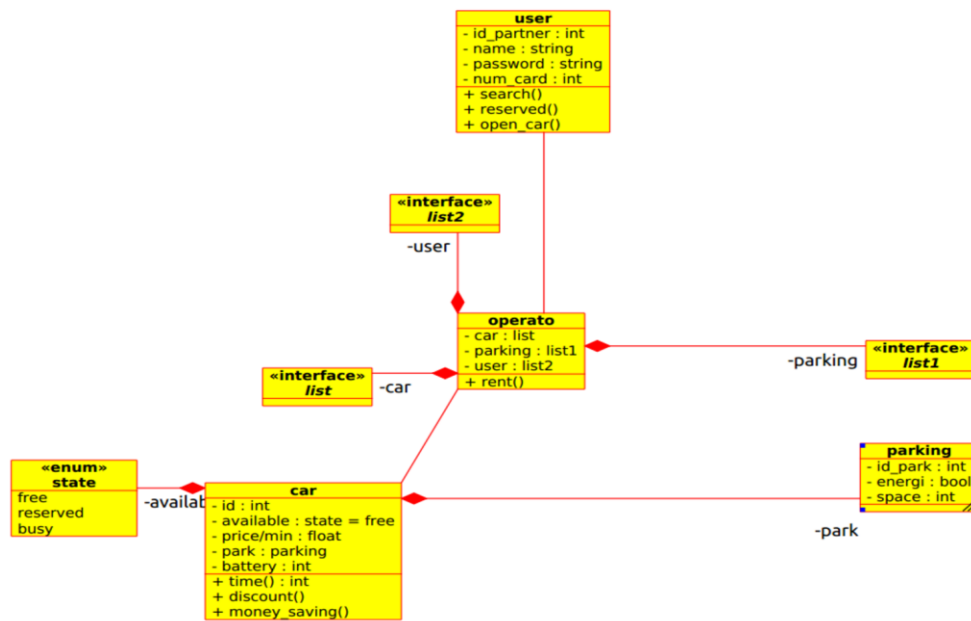 user
- id_partner : int
- name : string
- password : string
- num_card : int
+ search()
+ reserved()
+ open_car()
«interface»
list2
-user
operato
- car : list
- parking : list1
- user : list2
+ rent()
-parking
«interface»
list1
«interface»
list
-car
«enum»
state
free
reserved
busy
-availab
car
- id : int
- available : state = free
- price/min : float
- park : parking
- battery : int
+ time() : int
+ discount()
+ money_saving()
parking
- id_park : int
- energi : bool
- space : int
-park